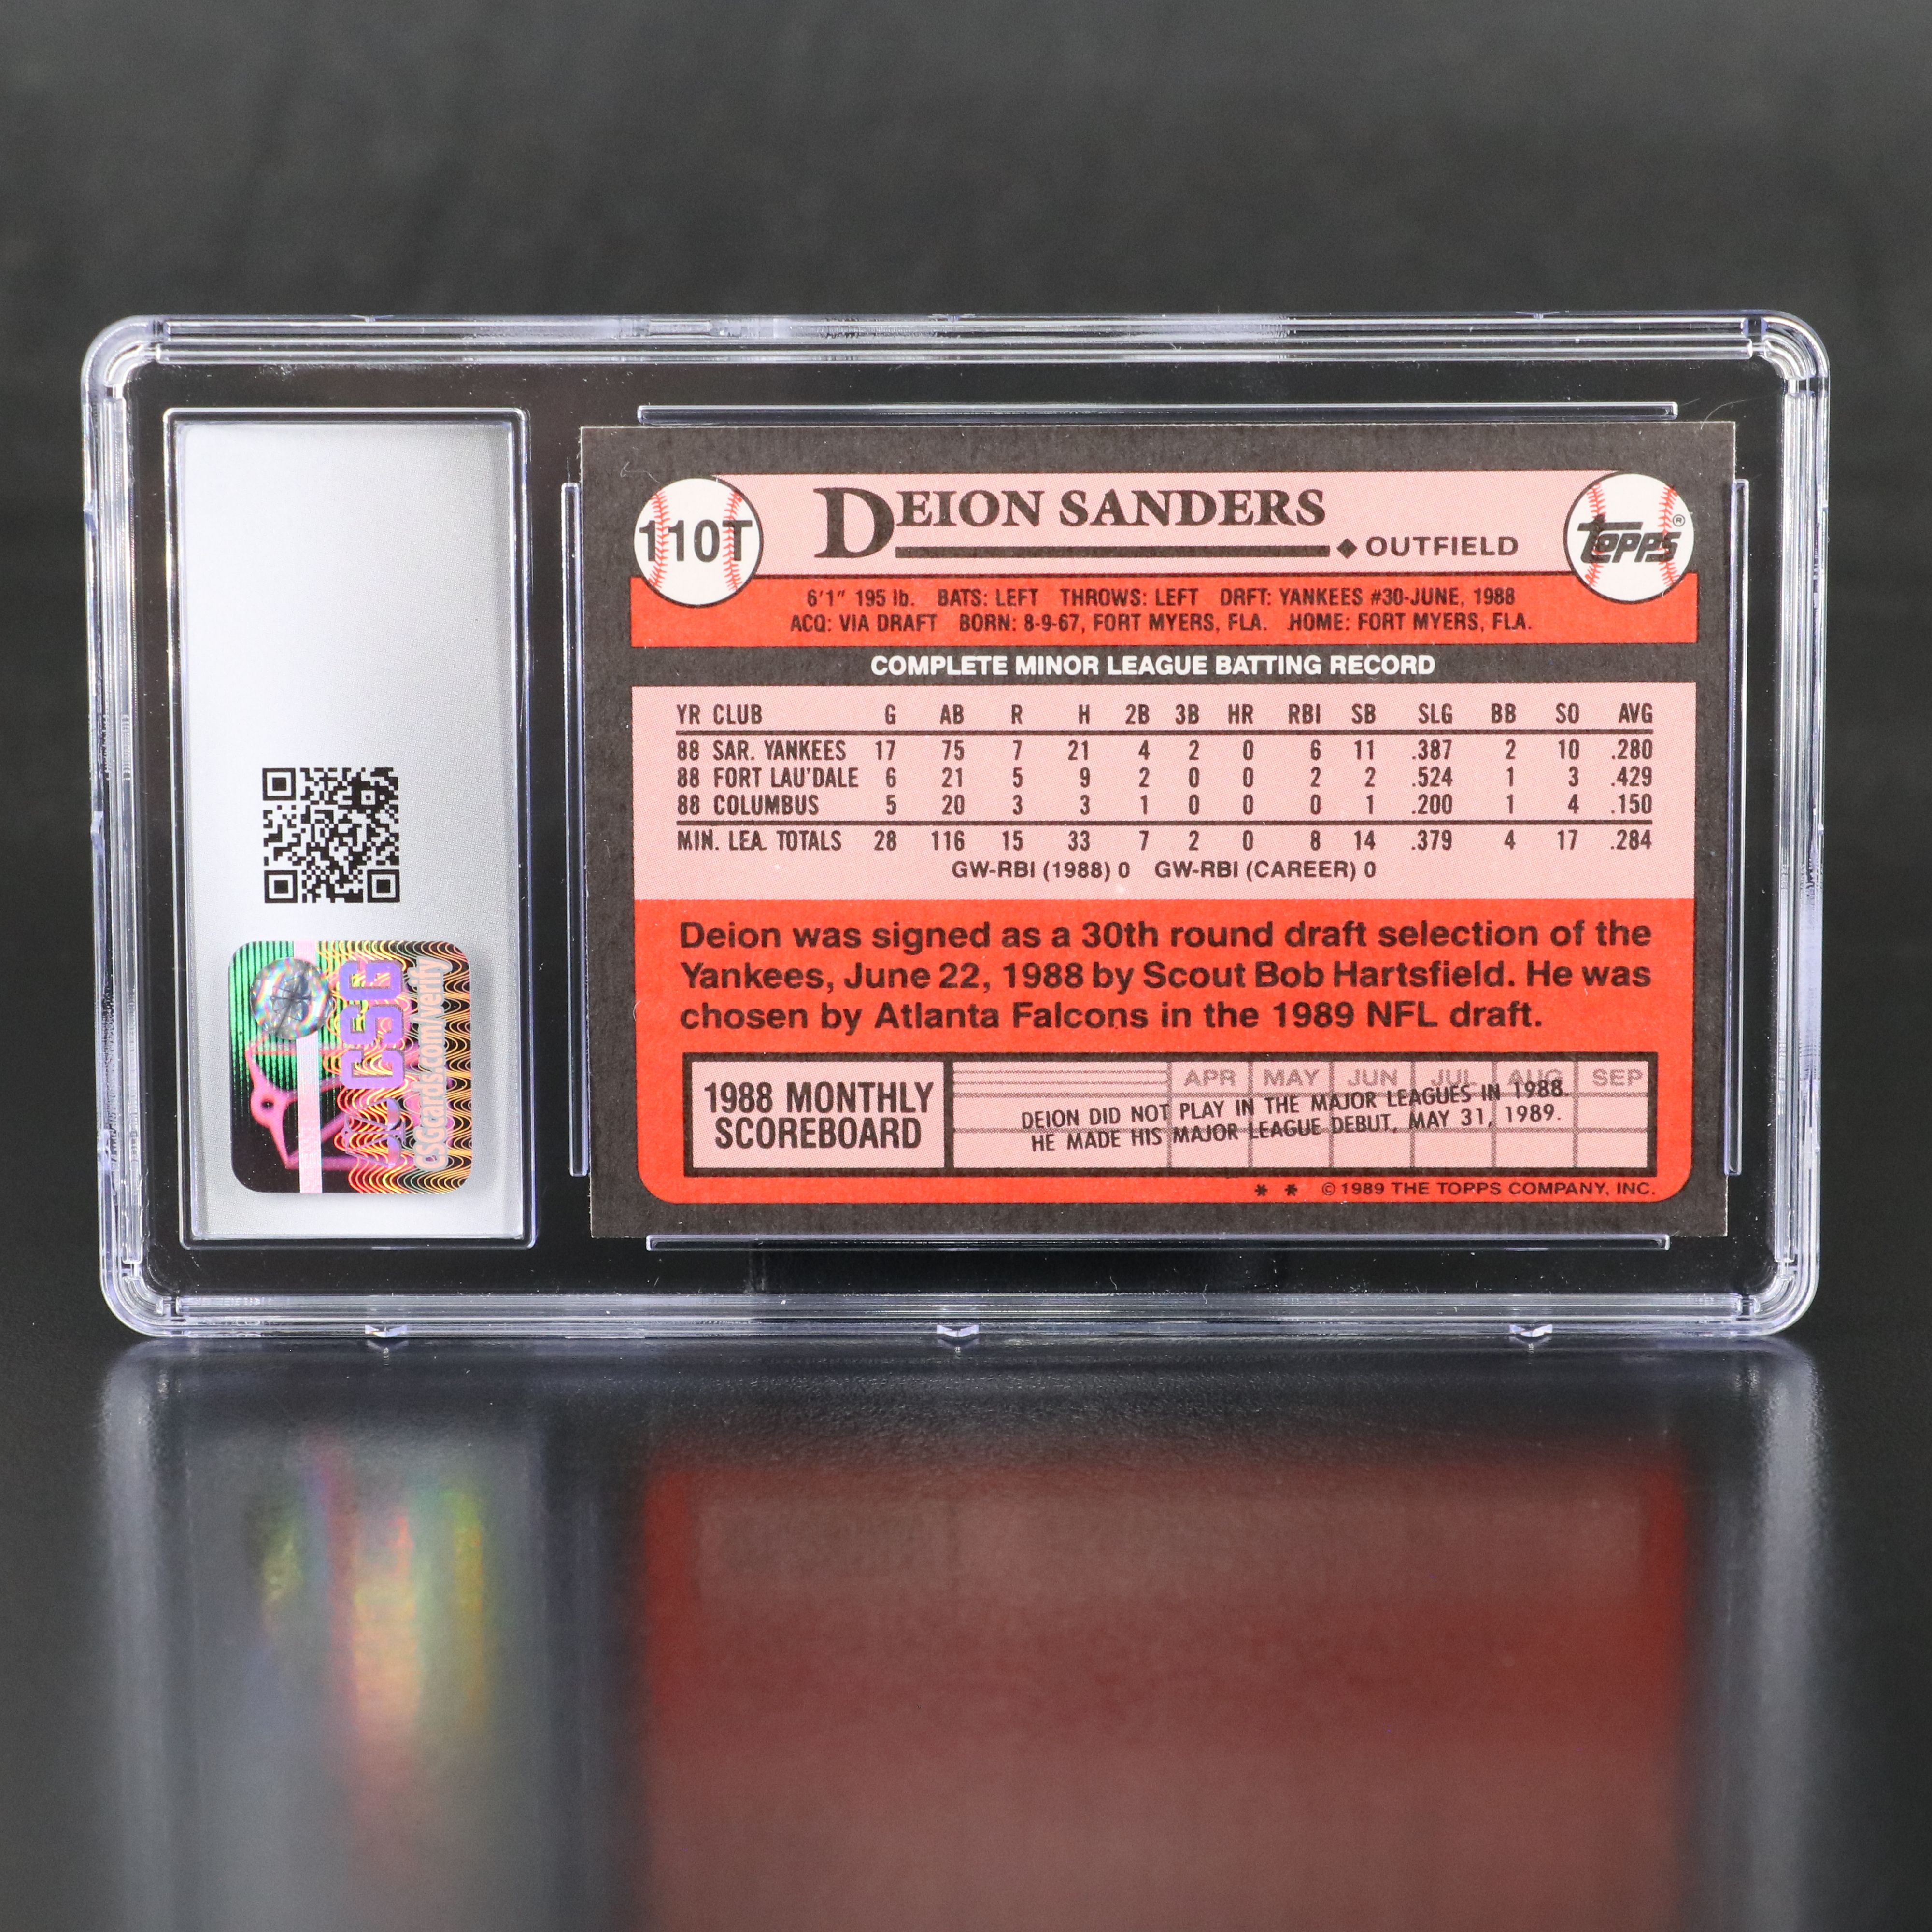 CSG
CSGcards.com/verify
110T
DEION SANDERS
◆ OUTFIELD
Topps®
6'1" 195 lb. BATS: LEFT THROWS: LEFT DRFT: YANKEES #30-JUNE, 1988
ACQ: VIA DRAFT BORN: 8-9-67, FORT MYERS, FLA. HOME: FORT MYERS, FLA.
COMPLETE MINOR LEAGUE BATTING RECORD
YR CLUB G AB R H 2B 3B HR RBI SB SLG BB SO AVG
88 SAR. YANKEES 17 75 7 21 4 2 0 6 11 .387 2 10 .280
88 FORT LAU'DALE 6 21 5 9 2 0 0 2 2 .524 1 3 .429
88 COLUMBUS 5 20 3 3 1 0 0 0 1 .200 1 4 .150
MIN. LEA. TOTALS 28 116 15 33 7 2 0 8 14 .379 4 17 .284
GW-RBI (1988) 0 GW-RBI (CAREER) 0
Deion was signed as a 30th round draft selection of the
Yankees, June 22, 1988 by Scout Bob Hartsfield. He was
chosen by Atlanta Falcons in the 1989 NFL draft.
1988 MONTHLY
SCOREBOARD
APR MAY JUN JUL AUG SEP
DEION DID NOT PLAY IN THE MAJOR LEAGUES IN 1988.
HE MADE HIS MAJOR LEAGUE DEBUT, MAY 31, 1989.
* * © 1989 THE TOPPS COMPANY, INC.